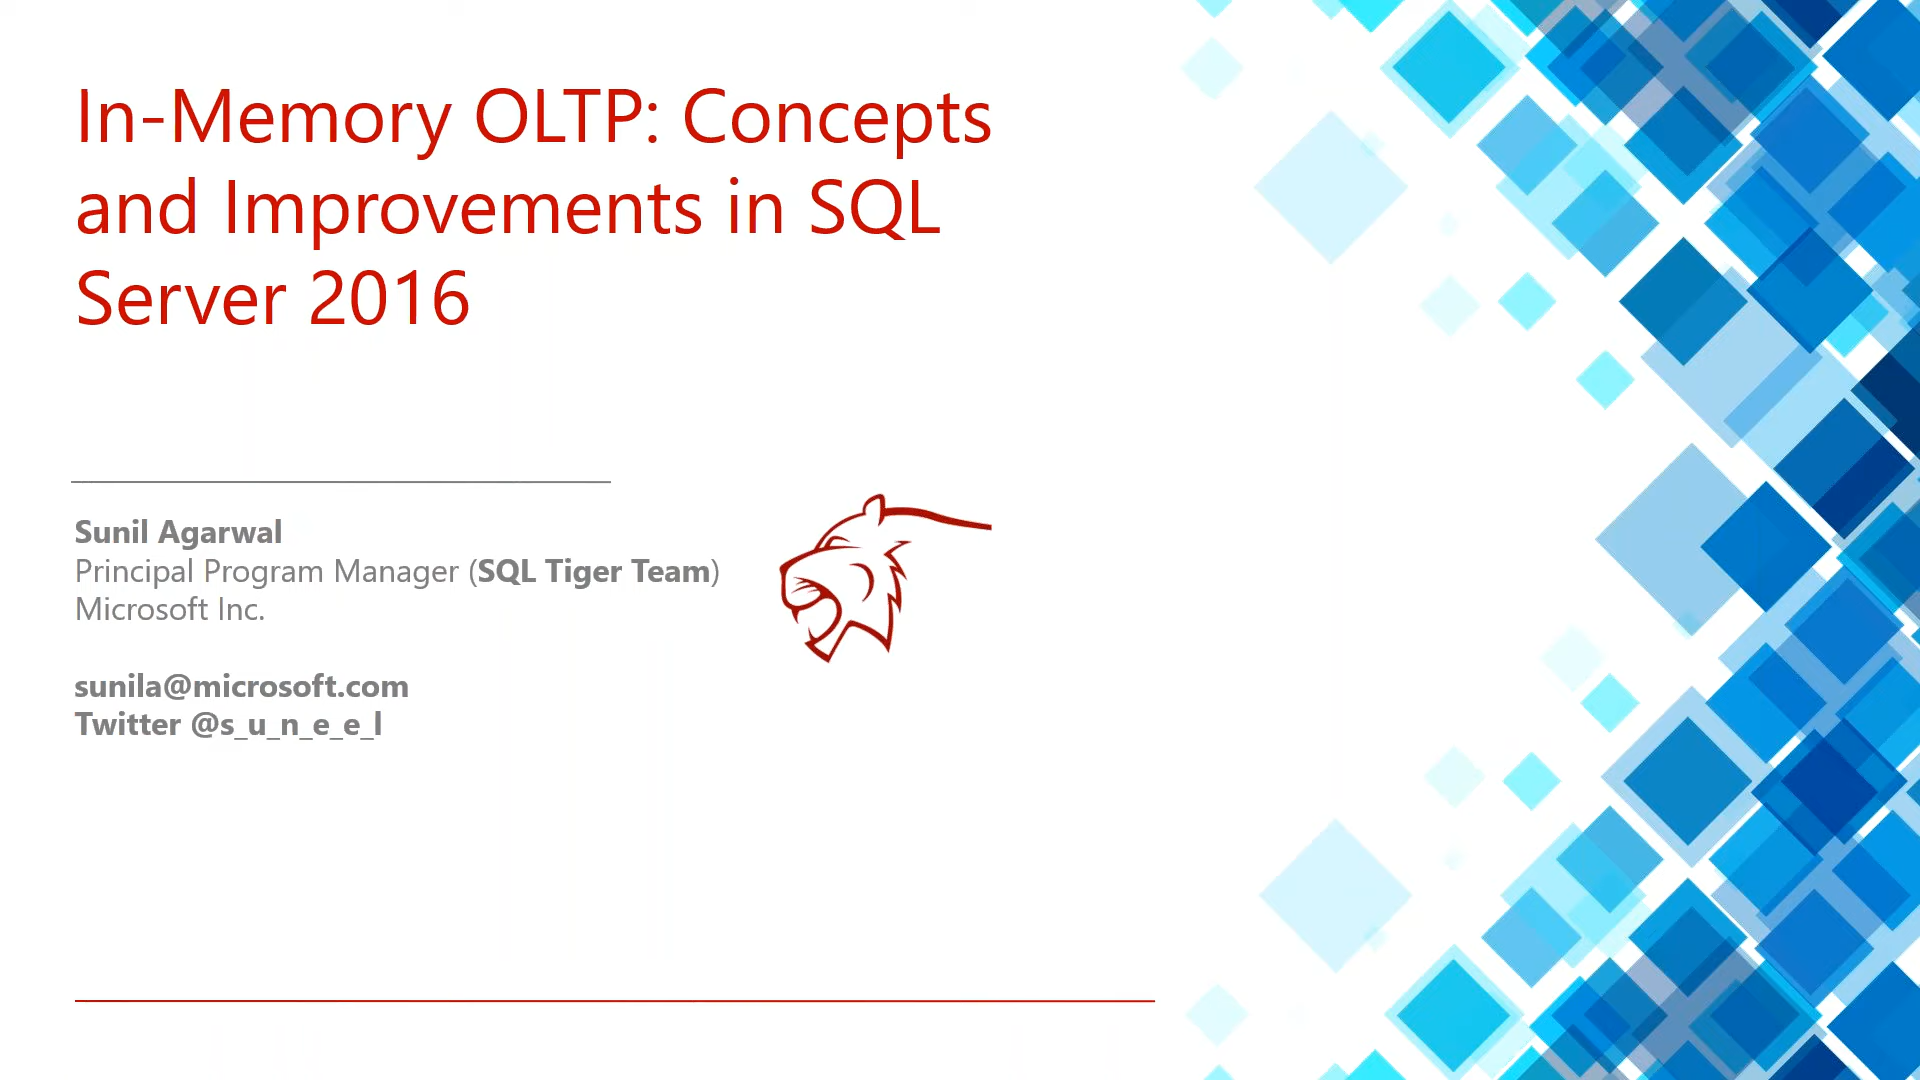 In-Memory OLTP: Concepts
and Improvements in SQL
Server 2016
Sunil Agarwal
Principal Program Manager (SQL Tiger Team)
Microsoft Inc.
sunila@microsoft.com
Twitter @s_u_n_e_e_l